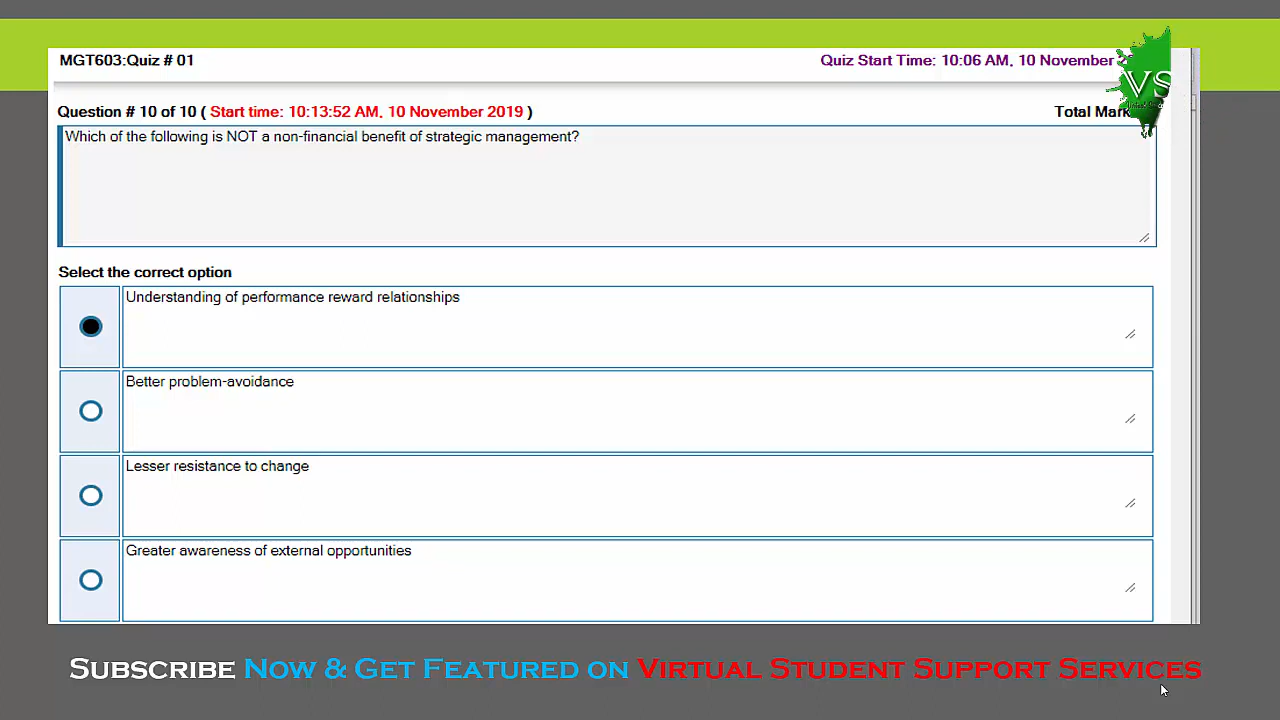 MGT603:Quiz # 01
Quiz Start Time: 10:06 AM, 10 November
VS
Question # 10 of 10 ( Start time: 10:13:52 AM, 10 November 2019 )
Total
Which of the following is NOT a non-financial benefit of strategic management?
Select the correct option
Understanding of performance reward relationships
Better problem-avoidance
Lesser resistance to change
Greater awareness of external opportunities
Subscribe Now & Get Featured on Virtual Student Support Services